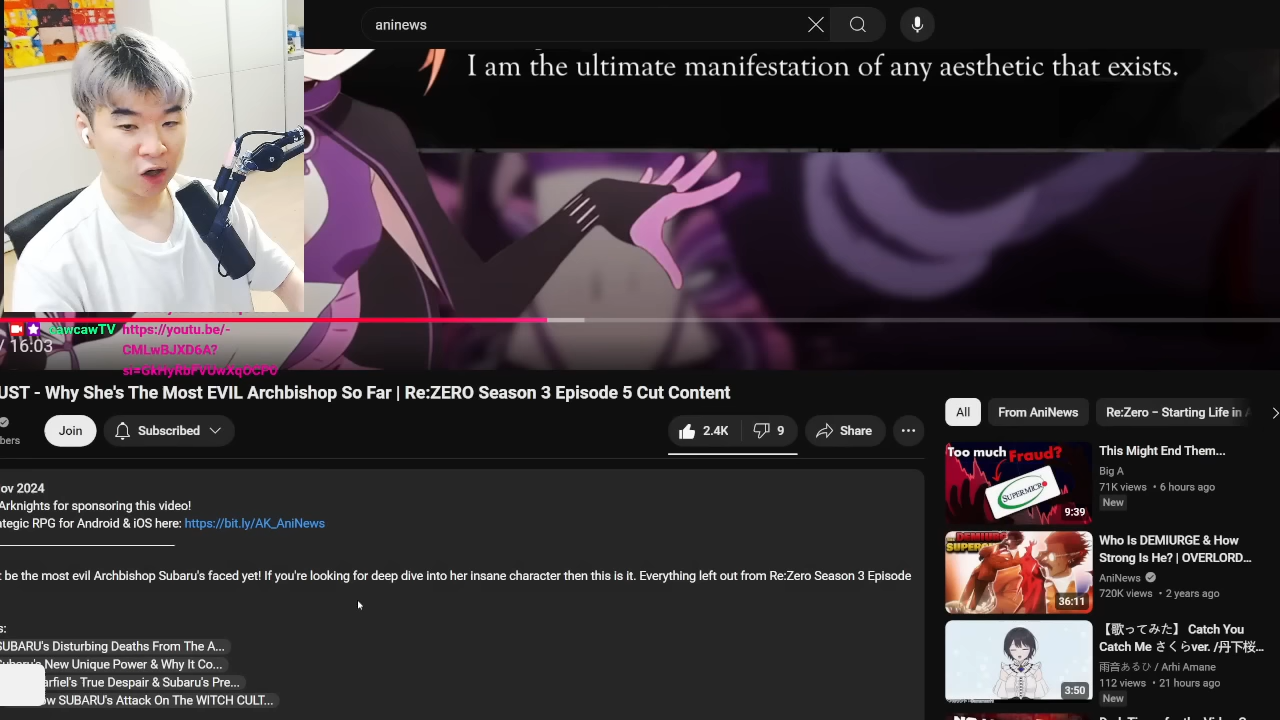 aninews
I am the ultimate manifestation of any aesthetic that exists.
cawcawTV https://youtu.be/-
CMLwBJXD6A?
/ 16:03
UST - Why She's The Most EVIL Archbishop So Far | Re:ZERO Season 3 Episode 5 Cut Content
bers
Join
Subscribed
2.4K
9
Share
ov 2024
Arknights for sponsoring this video!
tegic RPG for Android & iOS here: https://bit.ly/AK_AniNews
t be the most evil Archbishop Subaru's faced yet! If you're looking for deep dive into her insane character then this is it. Everything left out from Re:Zero Season 3 Episode
s:
SUBARU's Disturbing Deaths From The A...
Subaru's New Unique Power & Why It Co...
arfiel's True Despair & Subaru's Pre...
ow SUBARU's Attack On The WITCH CULT...
All
From AniNews
Re:Zero − Starting Life in A
Too much Fraud?
SUPERMICR
9:39
This Might End Them...
Big A
71K views • 6 hours ago
New
36:11
Who Is DEMIURGE & How
Strong Is He? | OVERLORD...
AniNews
720K views • 2 years ago
3:50
【歌ってみた】 Catch You
Catch Me さくらver. /丹下桜...
雨音あるひ / Arhi Amane
112 views • 21 hours ago
New